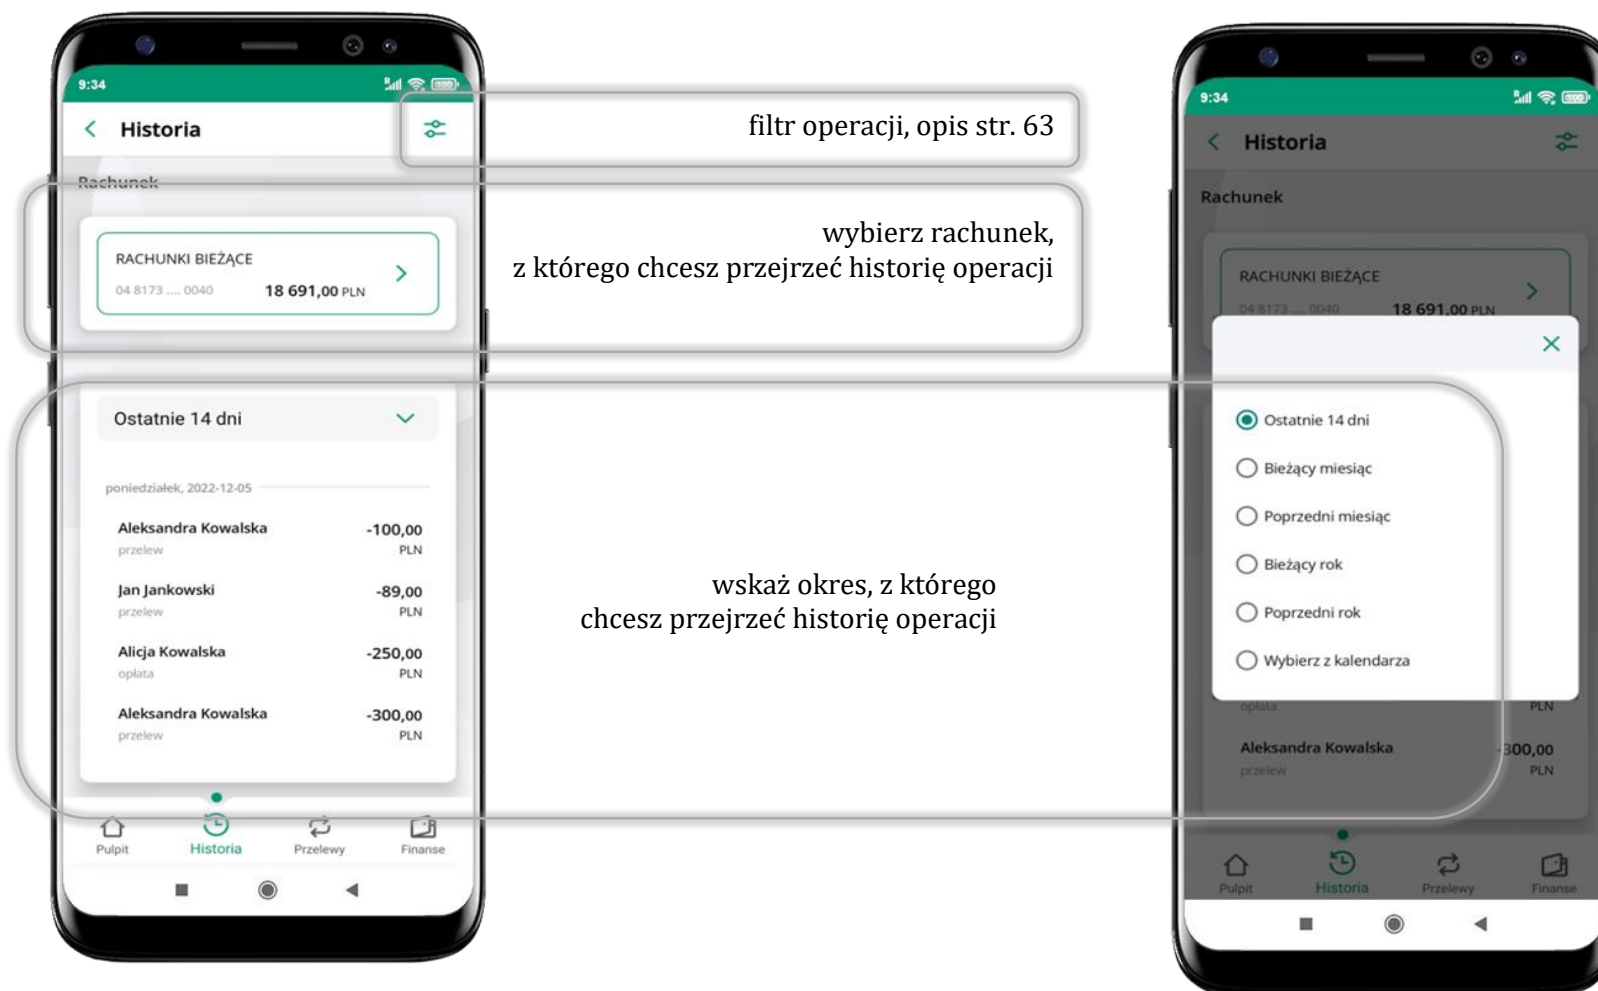 9:34
Historia
Rachunek
RACHUNKI BIEŻĄCE
04 8173 .... 0040 18 691,00 PLN
Ostatnie 14 dni
poniedziałek, 2022-12-05
Aleksandra Kowalska -100,00
przelew PLN
Jan Jankowski -89,00
przelew PLN
Alicja Kowalska -250,00
opłata PLN
Aleksandra Kowalska -300,00
przelew PLN
Pulpit Historia Przelewy Finanse
filtr operacji, opis str. 63
wybierz rachunek,
z którego chcesz przejrzeć historię operacji
wskaż okres, z którego
chcesz przejrzeć historię operacji
9:34
Historia
Rachunek
RACHUNKI BIEŻĄCE
04 8173 .... 0040 18 691,00 PLN
Ostatnie 14 dni
Bieżący miesiąc
Poprzedni miesiąc
Bieżący rok
Poprzedni rok
Wybierz z kalendarza
opłata PLN
Aleksandra Kowalska -300,00
przelew PLN
Pulpit Historia Przelewy Finanse